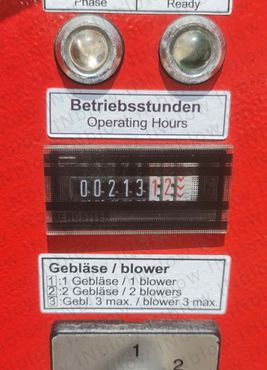 Phase
Ready
Betriebsstunden
Operating Hours
0021312
Gebläse / blower
1:1 Gebläse / 1 blower
2:2 Gebläse / 2 blowers
3:Gebl. 3 max. / blower 3 max.
1
2